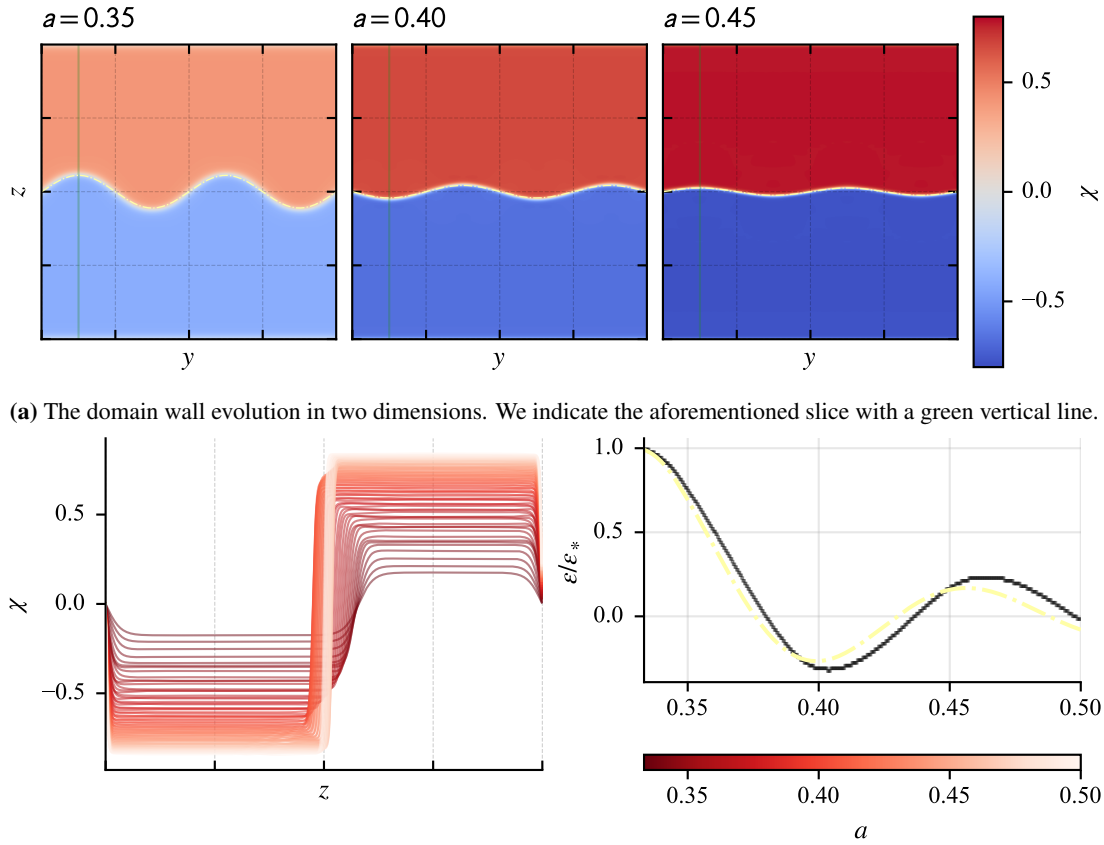 a = 0.35
a = 0.40
a = 0.45
z
0.5
0.0
−0.5
χ
y
y
y
(a) The domain wall evolution in two dimensions. We indicate the aforementioned slice with a green vertical line.
0.5
0.0
−0.5
χ
z
1.0
0.5
0.0
ε/ε*
0.35
0.40
0.45
0.50
0.35
0.40
0.45
0.50
a